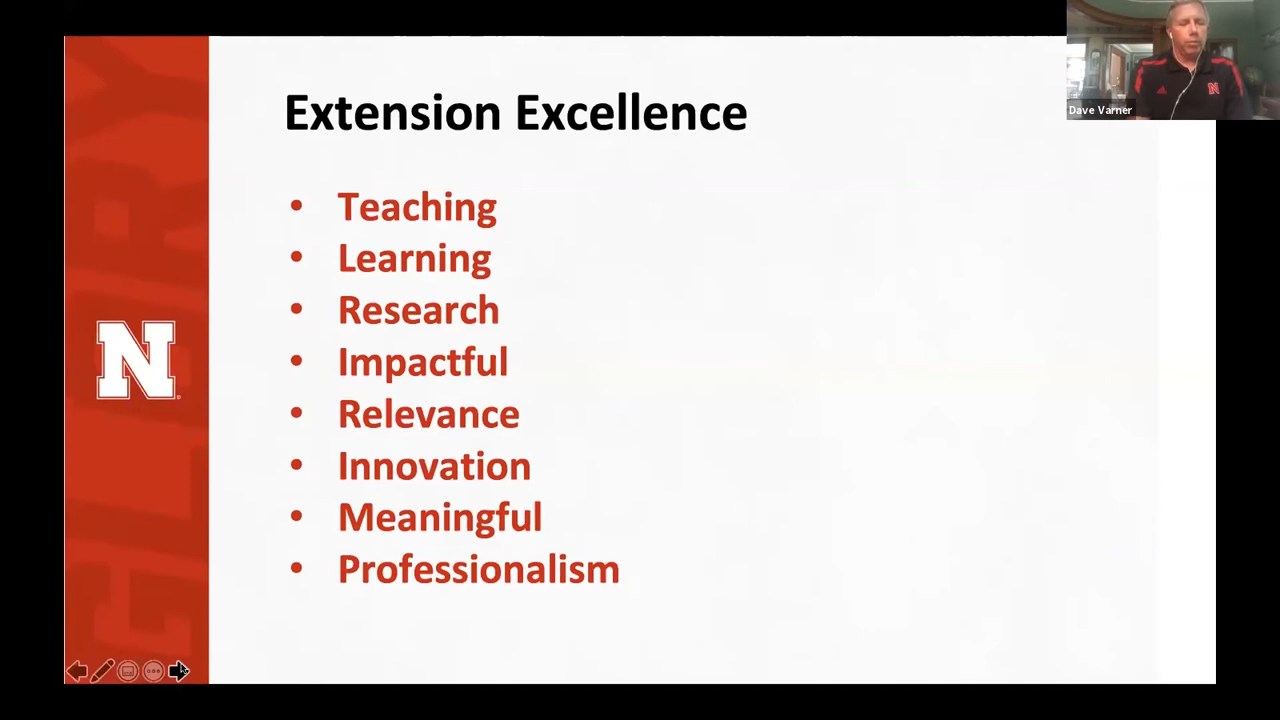 Extension Excellence
Dave Varner
• Teaching
• Learning
• Research
• Impactful
• Relevance
• Innovation
• Meaningful
• Professionalism
N